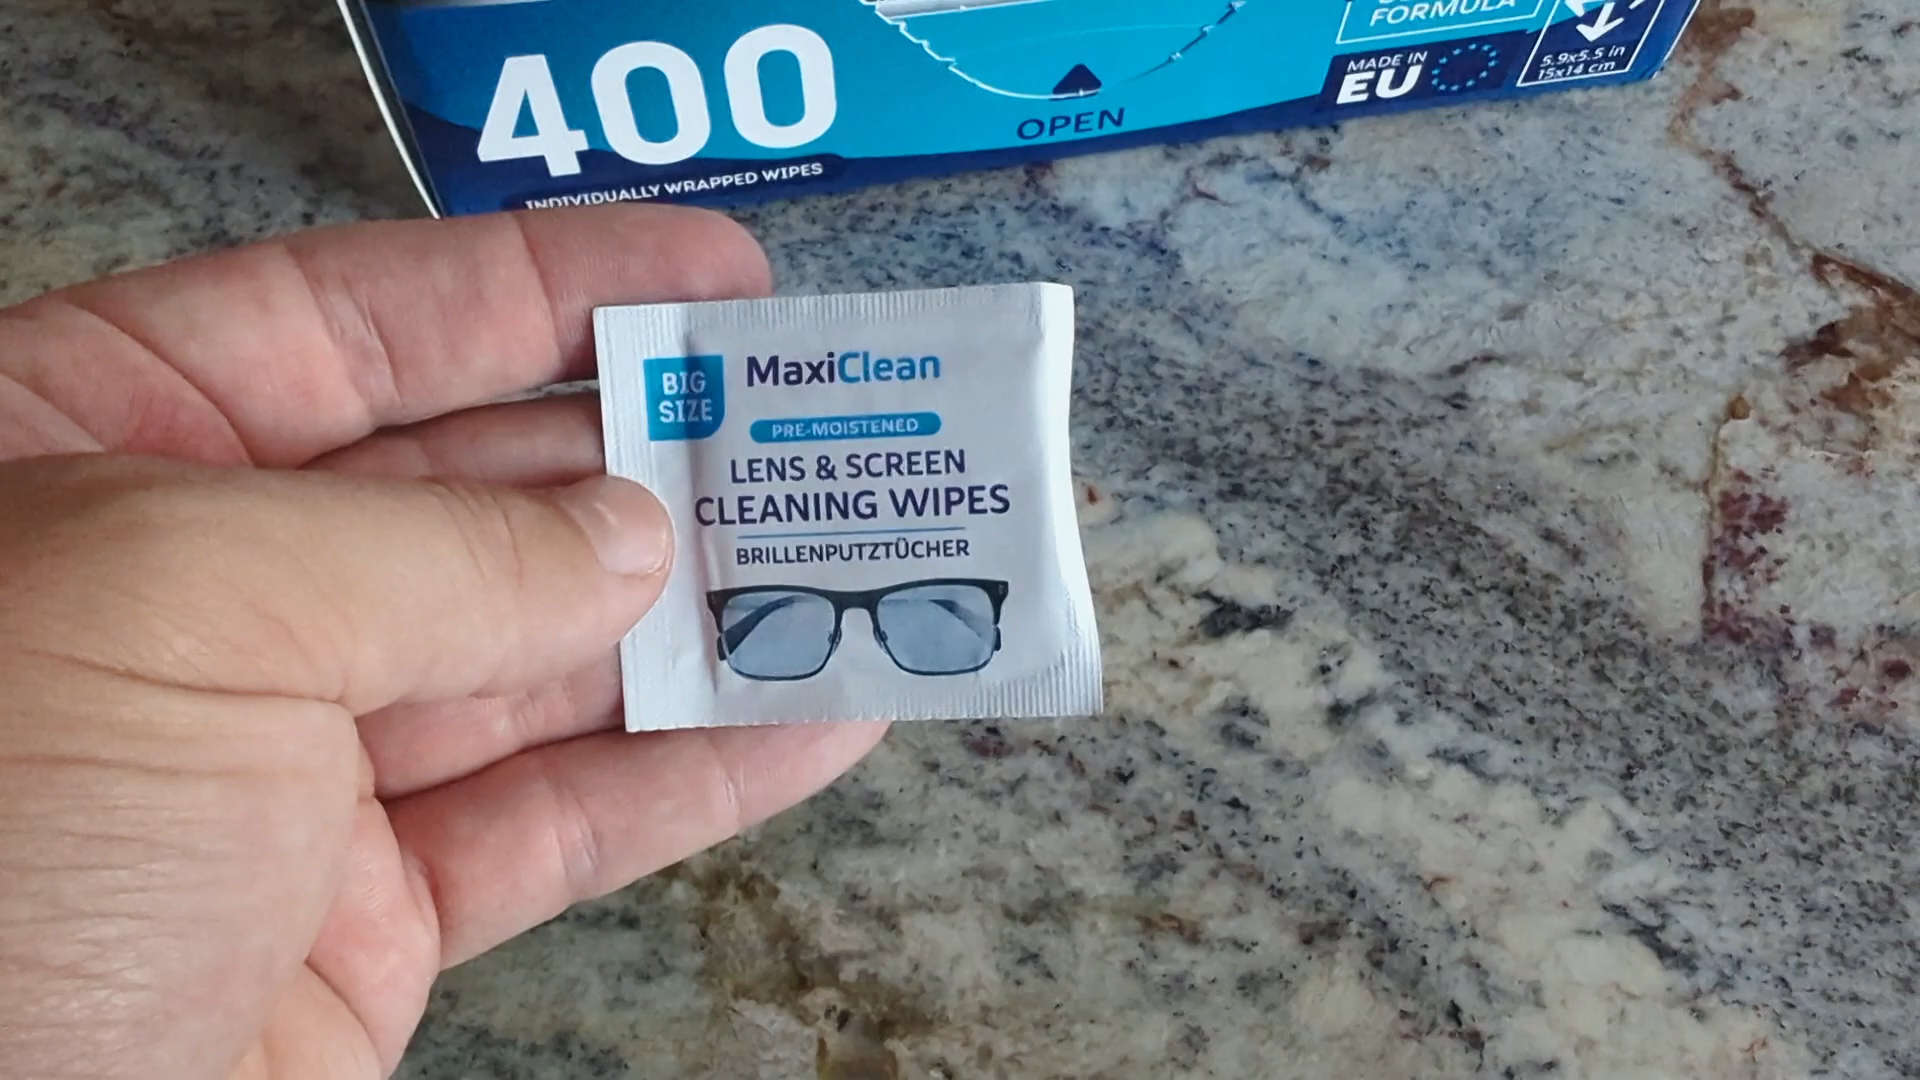 400
INDIVIDUALLY WRAPPED WIPES
OPEN
FORMULA
MADE IN
EU
5.9x5.5 in
15x14 cm
BIG
SIZE
MaxiClean
PRE-MOISTENED
LENS & SCREEN
CLEANING WIPES
BRILLENPUTZTÜCHER